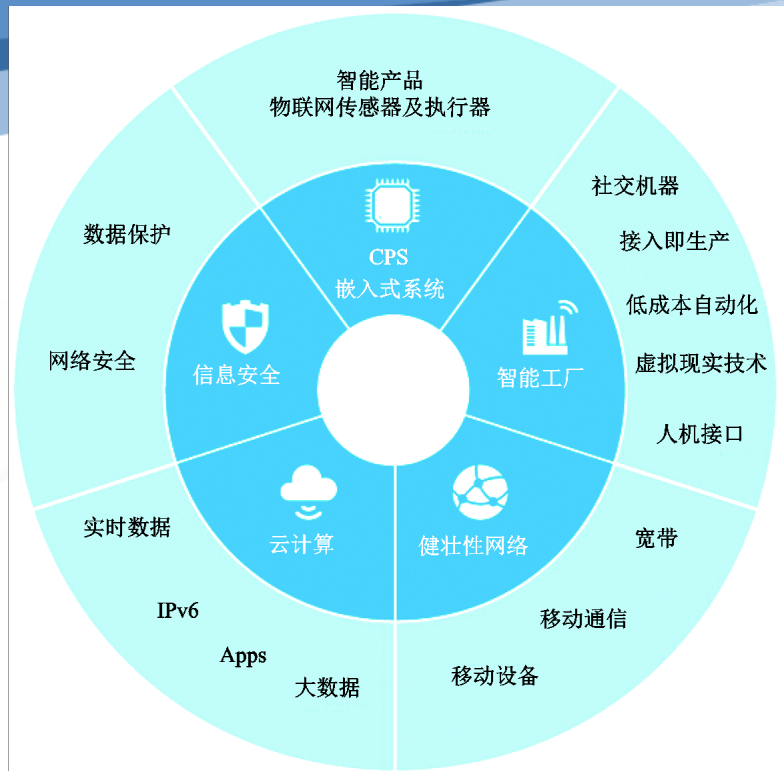 智能产品
物联网传感器及执行器
社交机器
接入即生产
低成本自动化
虚拟现实技术
人机接口
数据保护
网络安全
CPS
嵌入式系统
信息安全
智能工厂
云计算
健壮性网络
实时数据
IPv6
Apps
大数据
宽带
移动通信
移动设备